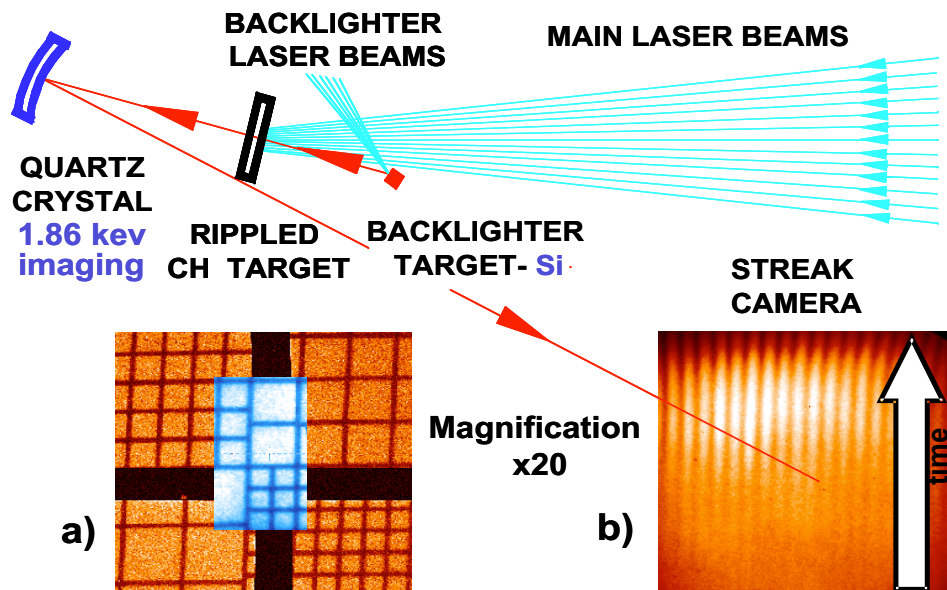 BACKLIGHTER
LASER BEAMS
MAIN LASER BEAMS
QUARTZ
CRYSTAL
1.86 kev
imaging
RIPPLED
CH TARGET
BACKLIGHTER
TARGET- Si
STREAK
CAMERA
Magnification
x20
a)
b)
time